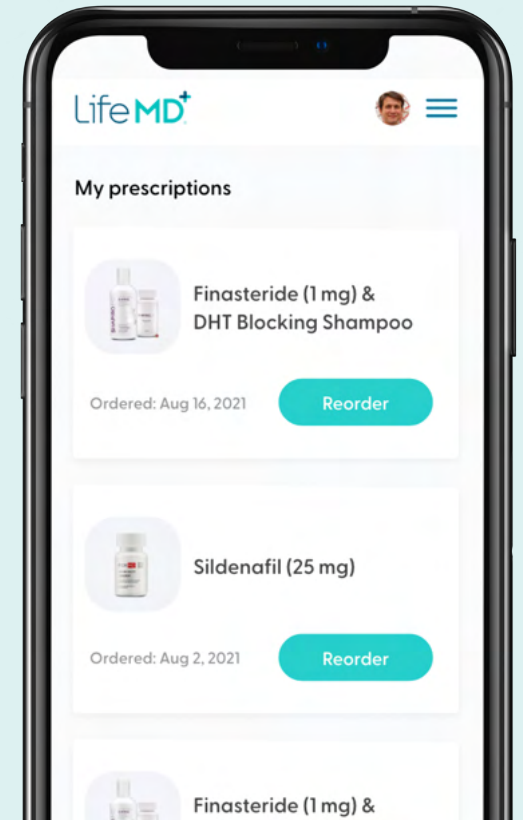 LifeMD+
My prescriptions
Finasteride (1 mg) &
DHT Blocking Shampoo
Ordered: Aug 16, 2021
Reorder
Sildenafil (25 mg)
Ordered: Aug 2, 2021
Reorder
Finasteride (1 mg) &